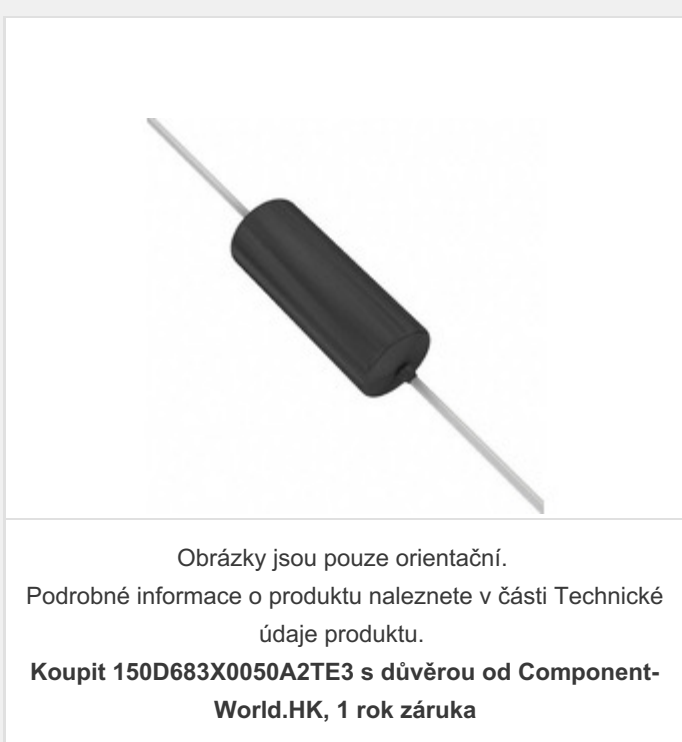 Obrázky jsou pouze orientační.
Podrobné informace o produktu naleznete v části Technické
údaje produktu.
Koupit 150D683X0050A2TE3 s důvěrou od Component-
World.HK, 1 rok záruka